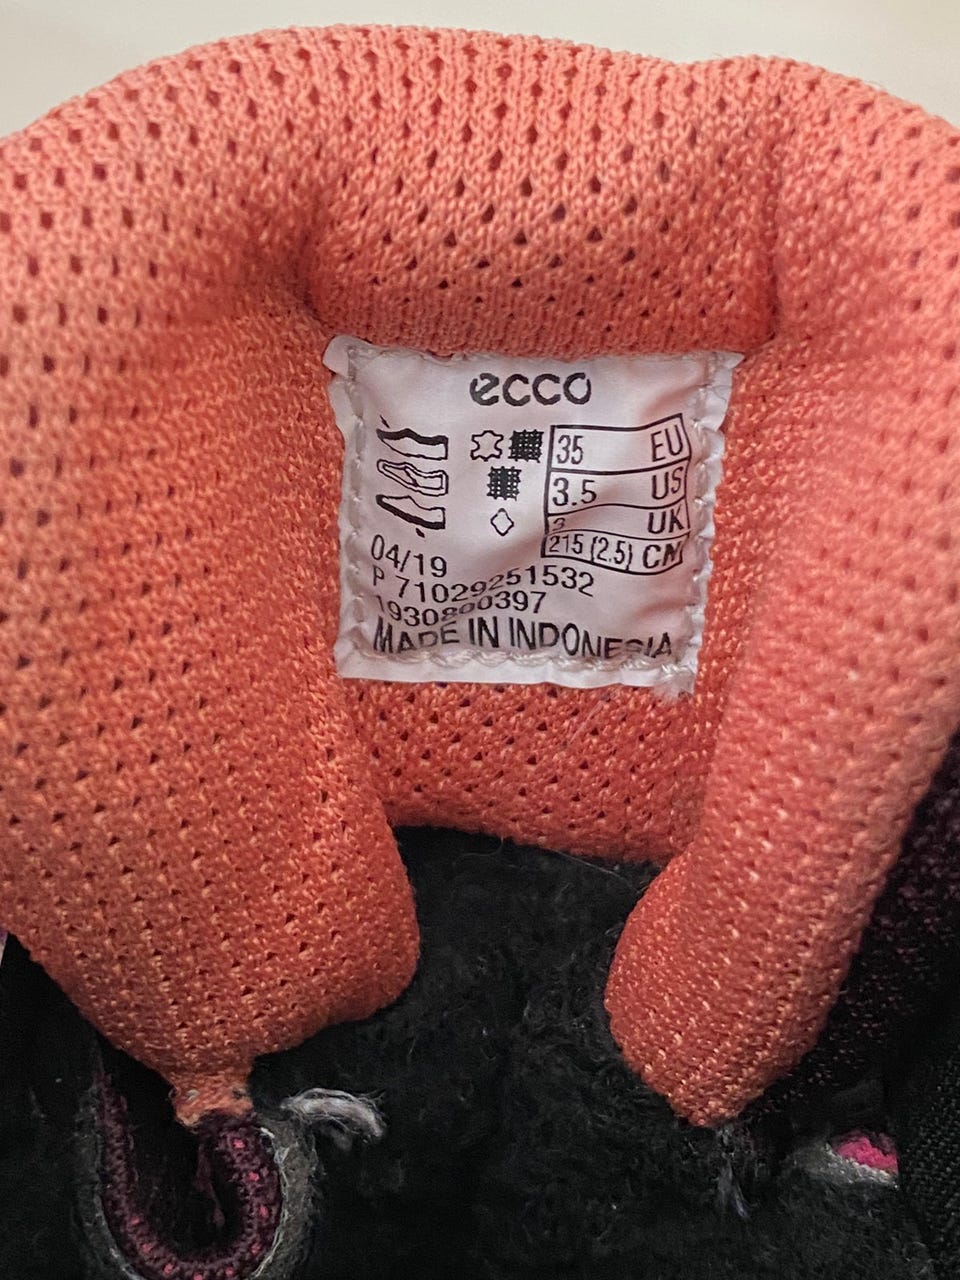 ecco
35 EU
3.5 US
3 UK
215 (2.5) CM
04/19
P 71029251532
1930800397
MADE IN INDONESIA